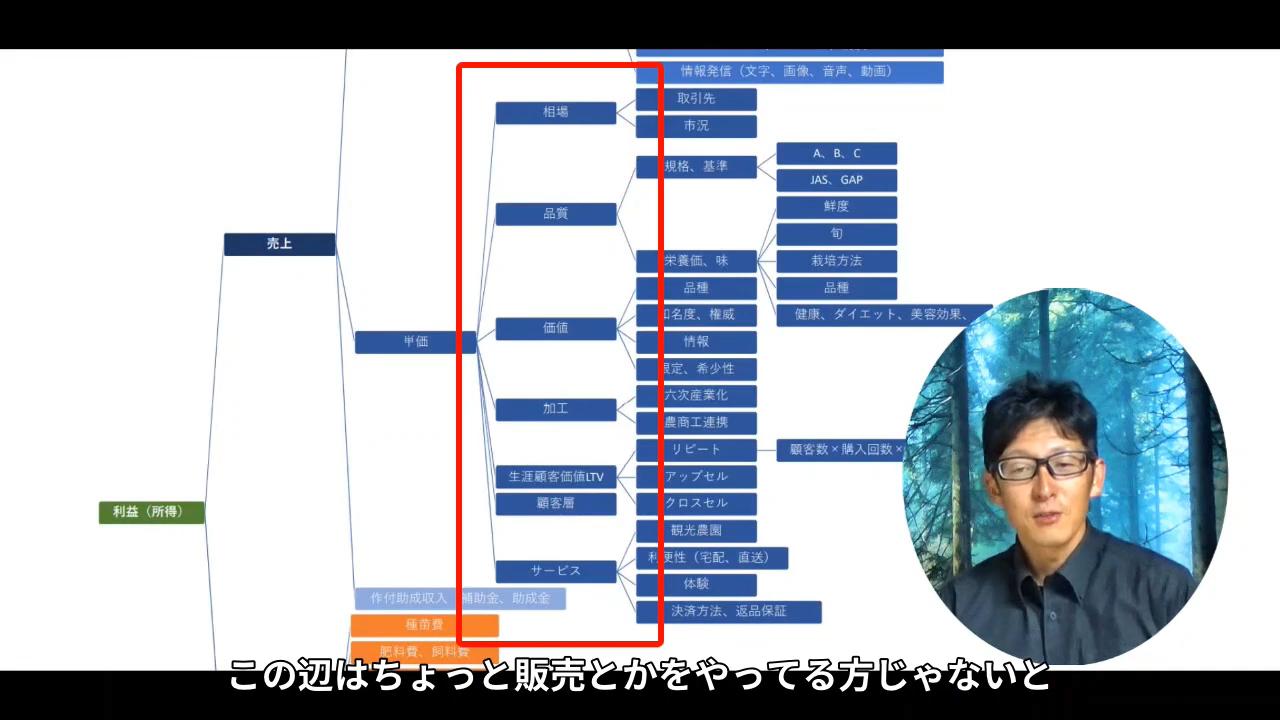 情報発信（文字、画像、音声、動画）
相場
取引先
市況
品質
規格、基準
A、B、C
JAS、GAP
栄養価、味
鮮度
旬
栽培方法
品種
健康、ダイエット、美容効果、
売上
単価
価値
品種
知名度、権威
情報
限定、希少性
加工
六次産業化
農商工連携
生涯顧客価値LTV
リピート
顧客数×購入回数×
アップセル
クロスセル
顧客層
利益（所得）
サービス
観光農園
利便性（宅配、直送）
体験
決済方法、返品保証
作付助成収入　補助金、助成金
種苗費
肥料費、飼料費
この辺はちょっと販売とかをやってる方じゃないと